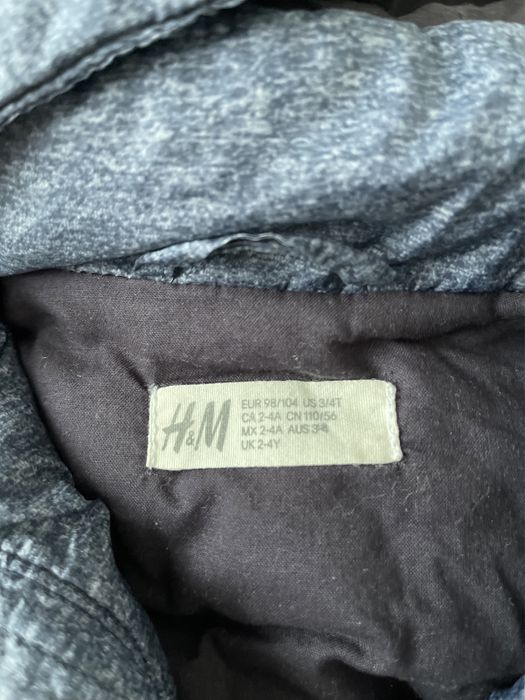 H&M
EUR 98/104 US 3/4T
CA 2-4A CN 110/56
MX 2-4A AUS 3-4
UK 2-4Y